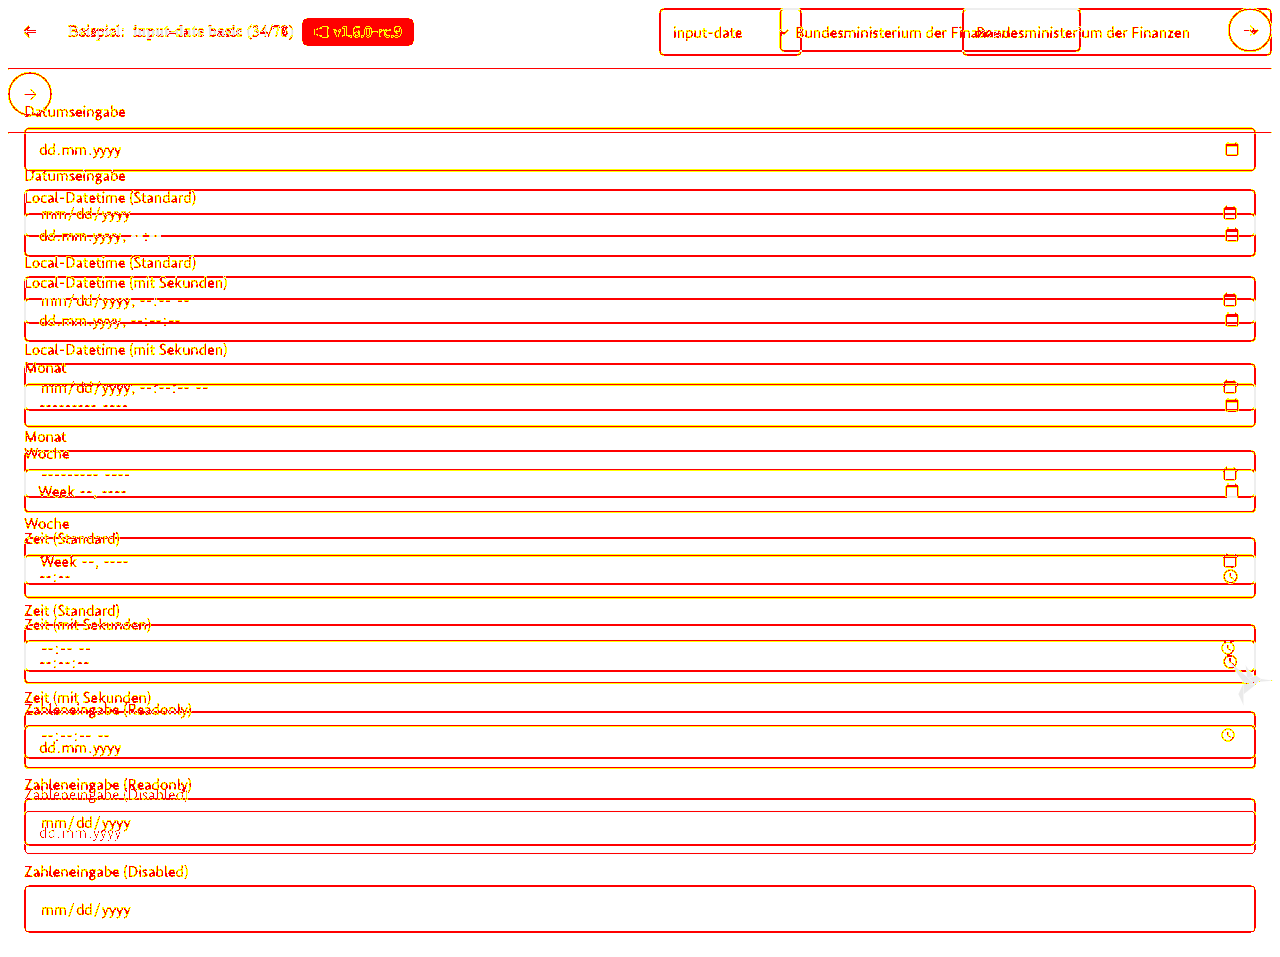 Beispiel: input-date basic v1.6.0-rc.9 input-date Bundesministerium der Finanzen Bundesministerium der Finanzen
Datumseingabe
dd.mm.yyyy
Datumseingabe
Local-Datetime (Standard)
mm/dd/yyyy
dd.mm.yyyy,
Local-Datetime (Standard)
Local-Datetime (mit Sekunden)
mm/dd/yyyy, --:-- --
dd.mm.yyyy, --:--:--
Local-Datetime (mit Sekunden)
Monat
mm/dd/yyyy, --:--:-- --
--------- ----
Monat
Woche
--------- ----
Week --, ----
Woche
Zeit (Standard)
Week --, ----
--:--
Zeit (Standard)
Zeit (mit Sekunden)
--:-- --
--:--:--
Zeit (mit Sekunden)
Zahleneingabe (Readonly)
--:--:-- --
dd.mm.yyyy
Zahleneingabe (Readonly)
Zahleneingabe (Disabled)
mm/dd/yyyy
dd.mm.yyyy
Zahleneingabe (Disabled)
mm/dd/yyyy